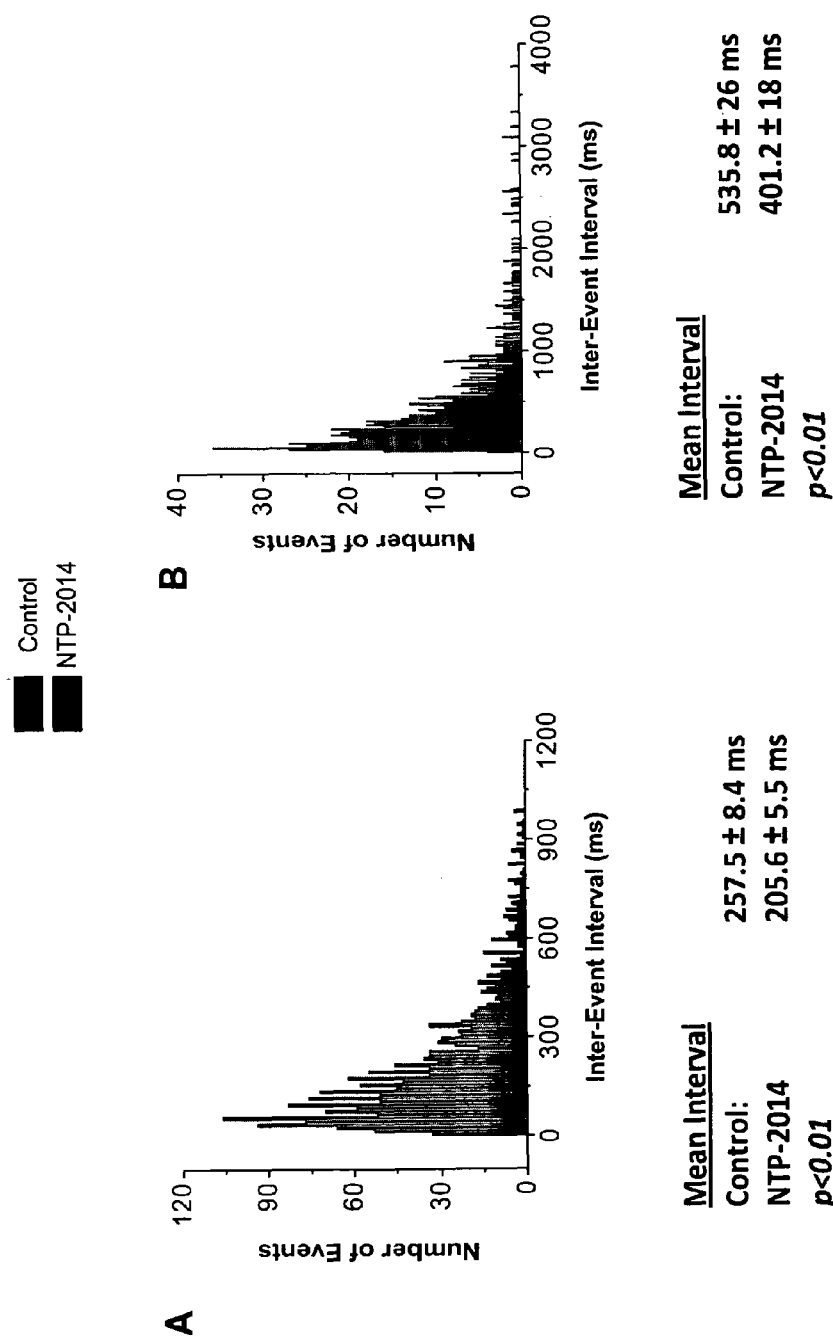 Control
NTP-2014
A
120
90
60
30
0
Number of Events
0 300 600 900 1200
Inter-Event Interval (ms)
Mean Interval
Control: 257.5 ± 8.4 ms
NTP-2014 205.6 ± 5.5 ms
p<0.01
B
40
30
20
10
0
Number of Events
0 1000 2000 3000 4000
Inter-Event Interval (ms)
Mean Interval
Control: 535.8 ± 26 ms
NTP-2014 401.2 ± 18 ms
p<0.01